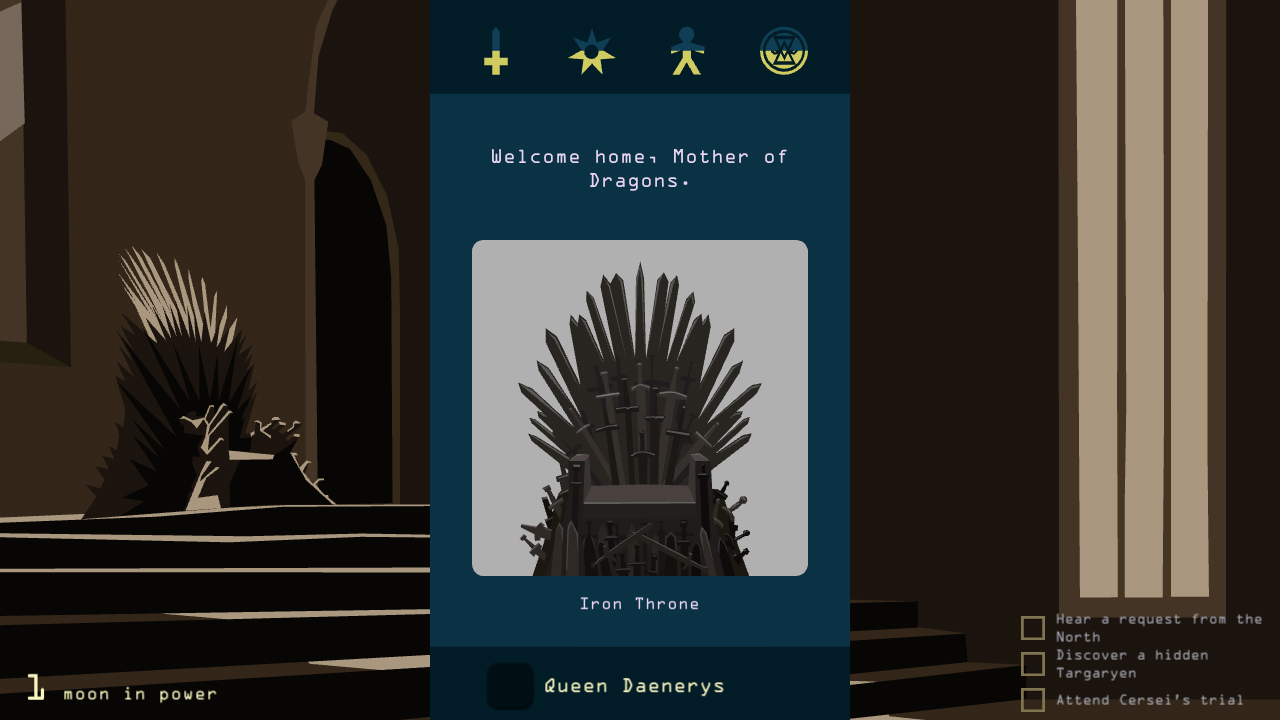 Welcome home, Mother of
Dragons.
Iron Throne
Queen Daenerys
1 moon in power
Hear a request from the
North
Discover a hidden
Targaryen
Attend Cersei's trial